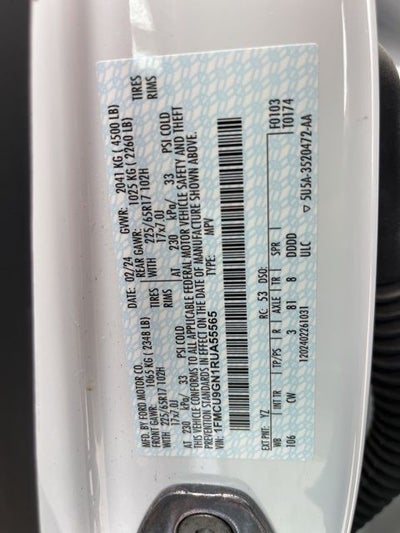 MFD. BY FORD MOTOR CO.
DATE: 02/24 GVWR: 2041 KG ( 4500 LB)
FRONT GAWR: 1065 KG ( 2348 LB) REAR GAWR: 1025 KG ( 2260 LB)
WITH 225/65R17 102H WITH 225/65R17 102H TIRES
17x7.0J 17x7.0J RIMS
AT 230 kPa/ 33 PSI COLD AT 230 kPa/ 33 PSI COLD
THIS VEHICLE CONFORMS TO ALL APPLICABLE FEDERAL MOTOR VEHICLE SAFETY AND THEFT
PREVENTION STANDARDS IN EFFECT ON THE DATE OF MANUFACTURE SHOWN ABOVE.
VIN: 1FMCU9GN1RUA55565 TYPE: MPV
F0103
T0174
EXT PNT: YZ RC: 53 DSO:
WB INT TR TP/PS R AXLE TR SPR
106 CW 3 81 8 DDDD
1202402261031 ULC 5U5A-3520472-AA